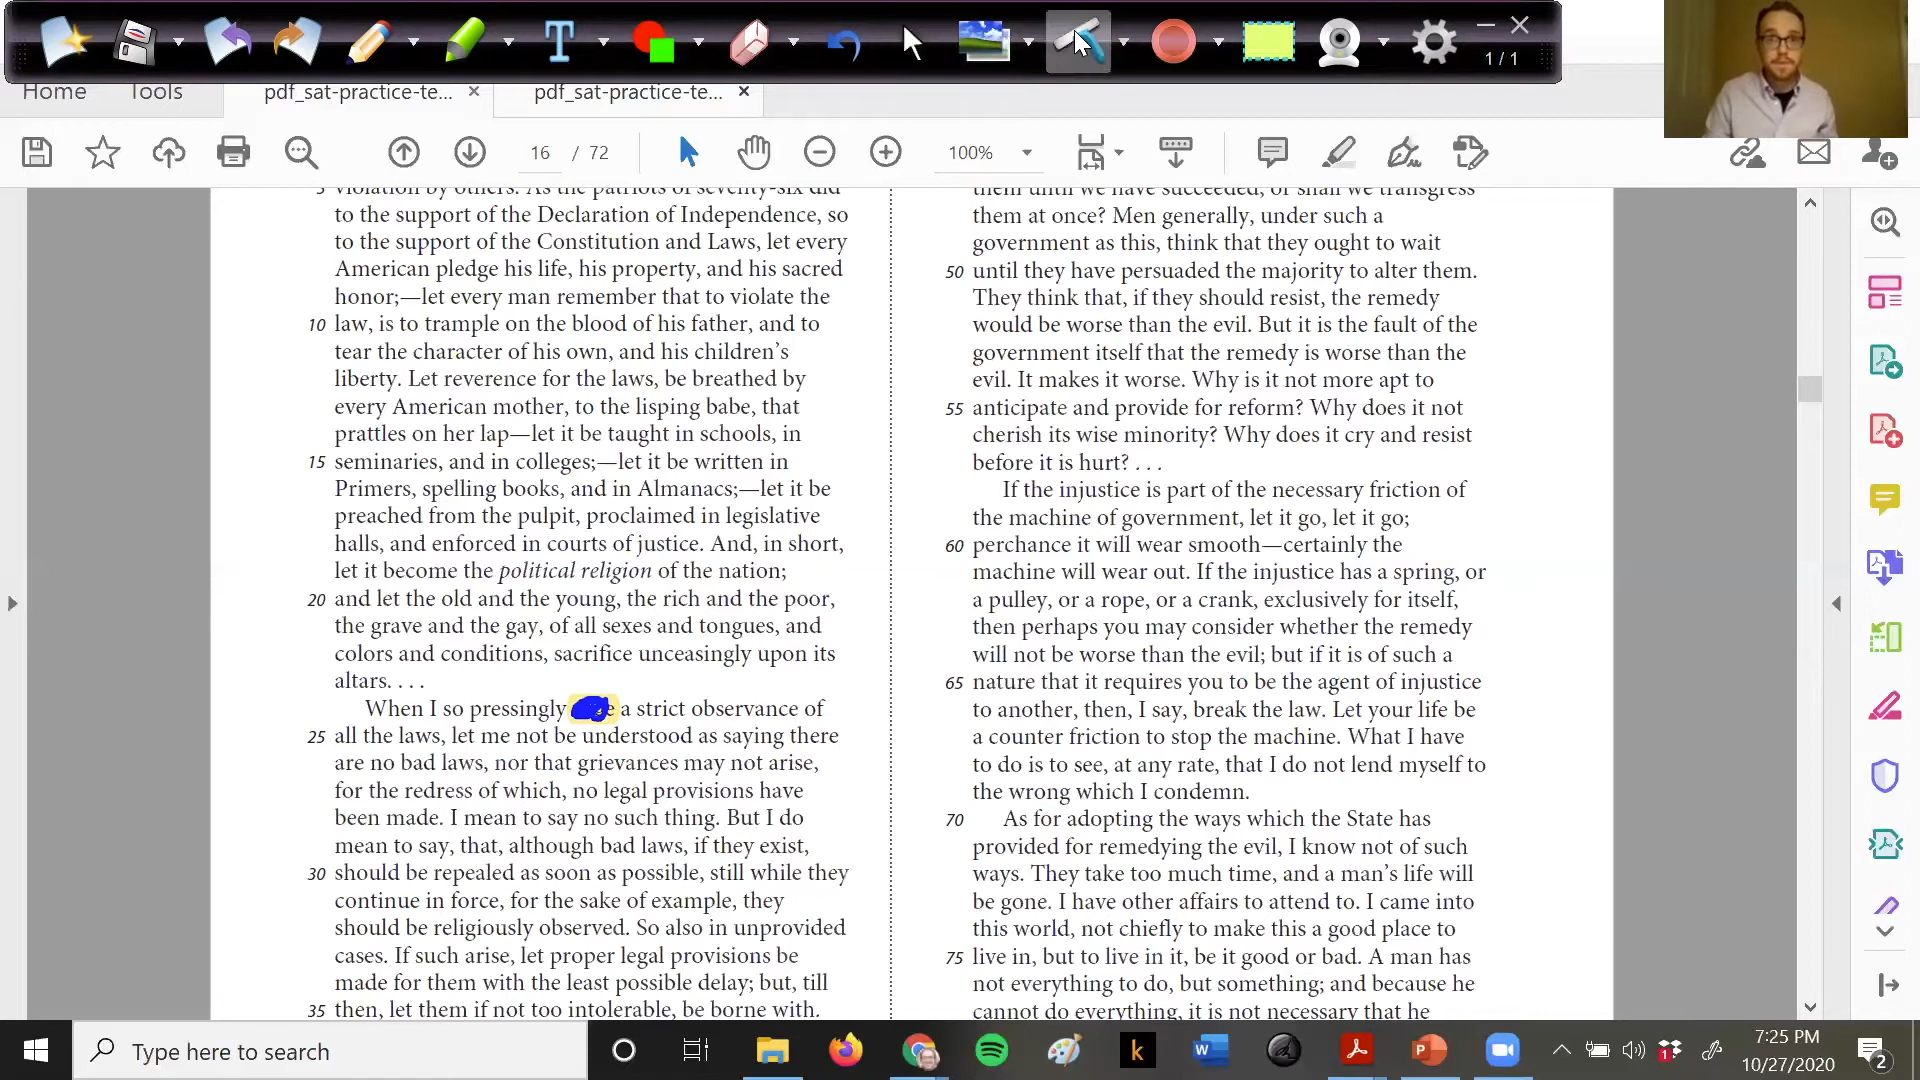 1 / 1
Home
Tools
pdf_sat-practice-te... ×
pdf_sat-practice-te... ×
16 / 72
100%
5 violation by others. As the patriots of seventy-six did
to the support of the Declaration of Independence, so
to the support of the Constitution and Laws, let every
American pledge his life, his property, and his sacred
honor;—let every man remember that to violate the
10 law, is to trample on the blood of his father, and to
tear the character of his own, and his children's
liberty. Let reverence for the laws, be breathed by
every American mother, to the lisping babe, that
prattles on her lap—let it be taught in schools, in
15 seminaries, and in colleges;—let it be written in
Primers, spelling books, and in Almanacs;—let it be
preached from the pulpit, proclaimed in legislative
halls, and enforced in courts of justice. And, in short,
let it become the political religion of the nation;
20 and let the old and the young, the rich and the poor,
the grave and the gay, of all sexes and tongues, and
colors and conditions, sacrifice unceasingly upon its
altars. . . .
When I so pressingly a strict observance of
25 all the laws, let me not be understood as saying there
are no bad laws, nor that grievances may not arise,
for the redress of which, no legal provisions have
been made. I mean to say no such thing. But I do
mean to say, that, although bad laws, if they exist,
30 should be repealed as soon as possible, still while they
continue in force, for the sake of example, they
should be religiously observed. So also in unprovided
cases. If such arise, let proper legal provisions be
made for them with the least possible delay; but, till
35 then, let them if not too intolerable, be borne with.
them until we have succeeded, or shall we transgress
them at once? Men generally, under such a
government as this, think that they ought to wait
50 until they have persuaded the majority to alter them.
They think that, if they should resist, the remedy
would be worse than the evil. But it is the fault of the
government itself that the remedy is worse than the
evil. It makes it worse. Why is it not more apt to
55 anticipate and provide for reform? Why does it not
cherish its wise minority? Why does it cry and resist
before it is hurt? . . .
If the injustice is part of the necessary friction of
the machine of government, let it go, let it go;
60 perchance it will wear smooth—certainly the
machine will wear out. If the injustice has a spring, or
a pulley, or a rope, or a crank, exclusively for itself,
then perhaps you may consider whether the remedy
will not be worse than the evil; but if it is of such a
65 nature that it requires you to be the agent of injustice
to another, then, I say, break the law. Let your life be
a counter friction to stop the machine. What I have
to do is to see, at any rate, that I do not lend myself to
the wrong which I condemn.
70 As for adopting the ways which the State has
provided for remedying the evil, I know not of such
ways. They take too much time, and a man's life will
be gone. I have other affairs to attend to. I came into
this world, not chiefly to make this a good place to
75 live in, but to live in it, be it good or bad. A man has
not everything to do, but something; and because he
cannot do everything, it is not necessary that he
Type here to search
7:25 PM
10/27/2020